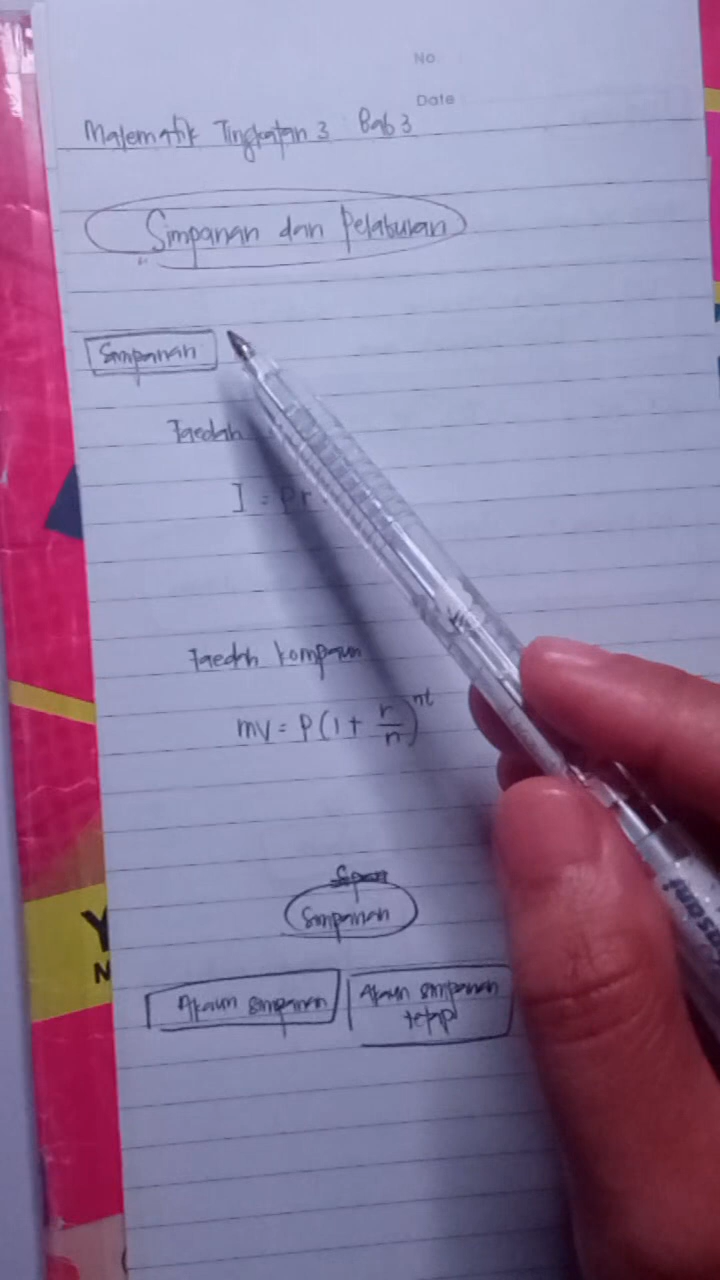 No
Date
Matematik Tingkatan 3 Bab 3
Simpanan dan Pelaburan
Simpanan
Faedah
I = Pr
Faedah kompaun
MV = P(1 + r/n)^nt
Simpanan
Akaun simpanan
Akaun simpanan tetap
Y
N